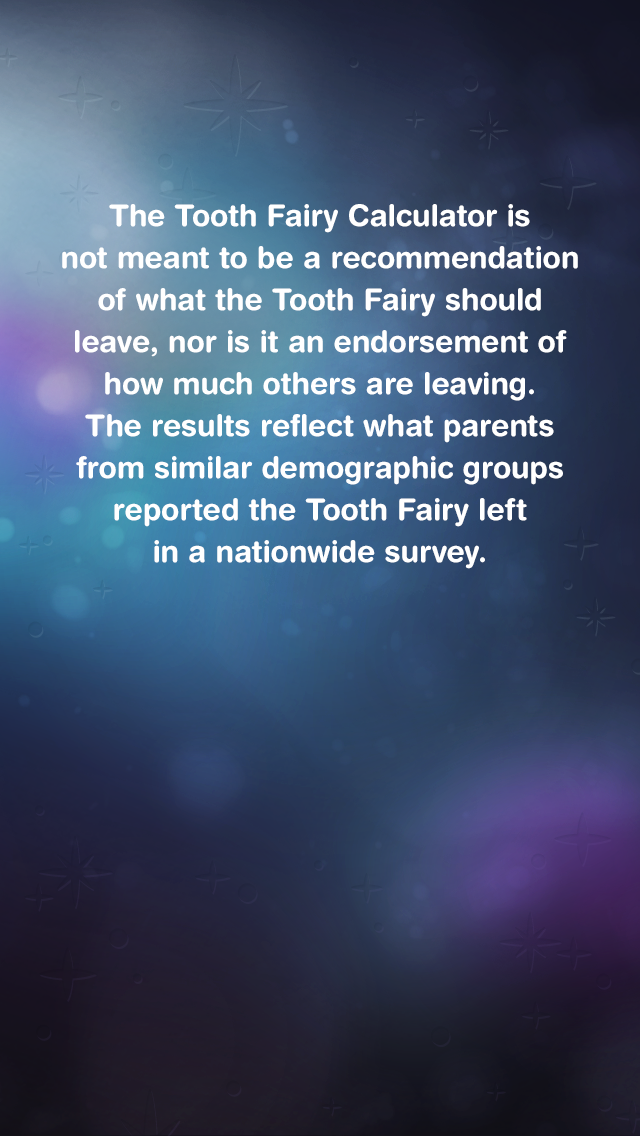 The Tooth Fairy Calculator is
not meant to be a recommendation
of what the Tooth Fairy should
leave, nor is it an endorsement of
how much others are leaving.
The results reflect what parents
from similar demographic groups
reported the Tooth Fairy left
in a nationwide survey.